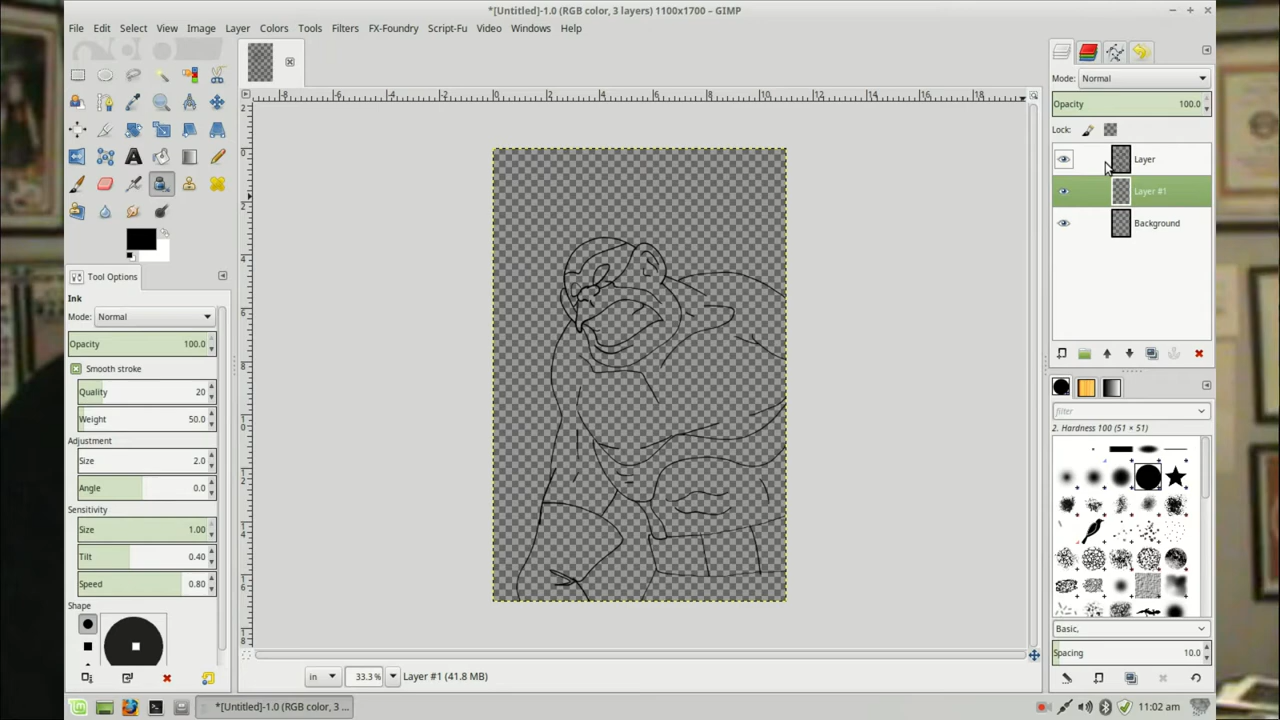 *[Untitled]-1.0 (RGB color, 3 layers) 1100x1700 – GIMP
File Edit Select View Image Layer Colors Tools Filters FX-Foundry Script-Fu Video Windows Help
Mode: Normal
Opacity 100.0
Lock:
Layer
Layer #1
Background
Tool Options
Ink
Mode: Normal
Opacity 100.0
Smooth stroke
Quality 20
Weight 50.0
Adjustment
Size 2.0
Angle 0.0
Sensitivity
Size 1.00
Tilt 0.40
Speed 0.80
Shape
filter
2. Hardness 100 (51 × 51)
Basic,
Spacing 10.0
in 33.3% Layer #1 (41.8 MB)
*[Untitled]-1.0 (RGB color, 3 ...
11:02 am